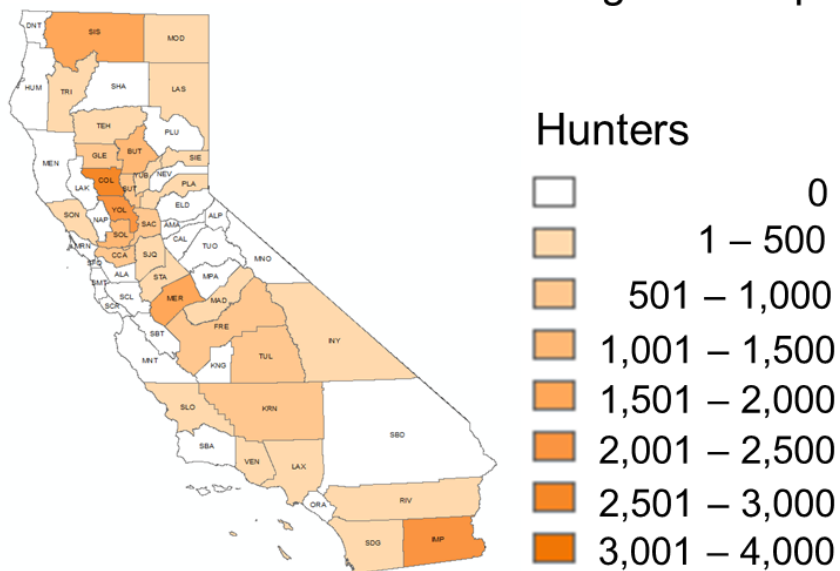 DNT
SIS
MOD
HUM
TRI
SHA
LAS
TEH
PLU
MEN
GLE
BUT
SIE
LAK
COL
SUT
YUB
NEV
PLA
SON
NAP
YOL
ELD
ALP
SOL
SAC
AMA
MRN
CCA
SJQ
CAL
TUO
MNO
ALA
STA
MPA
SMT
SCL
MER
MAD
SCR
SBT
FRE
MNT
KNG
TUL
INY
SLO
KRN
SBA
SBD
VEN
LAX
ORA
RIV
SDG
IMP
Hunters
0
1 – 500
501 – 1,000
1,001 – 1,500
1,501 – 2,000
2,001 – 2,500
2,501 – 3,000
3,001 – 4,000